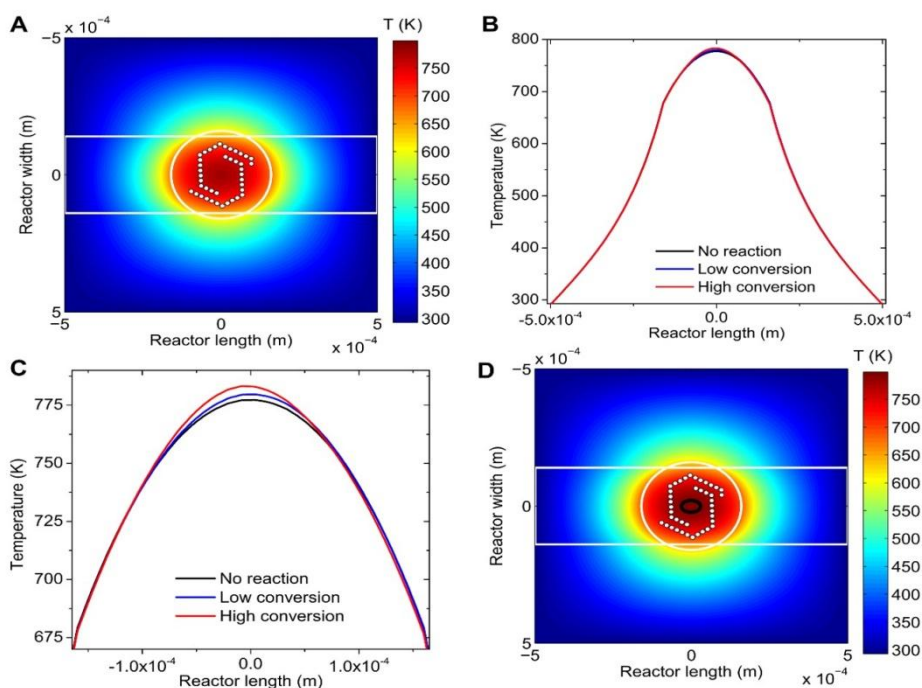 A
x 10⁻⁴
T (K)
−5
0
5
Reactor width (m)
-5
0
5
x 10⁻⁴
Reactor length (m)
750
700
650
600
550
500
450
400
350
300
B
800
700
600
500
400
300
Temperature (K)
No reaction
Low conversion
High conversion
-5.0x10⁻⁴
0.0
5.0x10⁻⁴
Reactor length (m)
C
775
750
725
700
675
Temperature (K)
No reaction
Low conversion
High conversion
-1.0x10⁻⁴
0.0
1.0x10⁻⁴
Reactor length (m)
D
x 10⁻⁴
T (K)
-5
0
5
Reactor width (m)
-5
0
5
x 10⁻⁴
Reactor length (m)
750
700
650
600
550
500
450
400
350
300